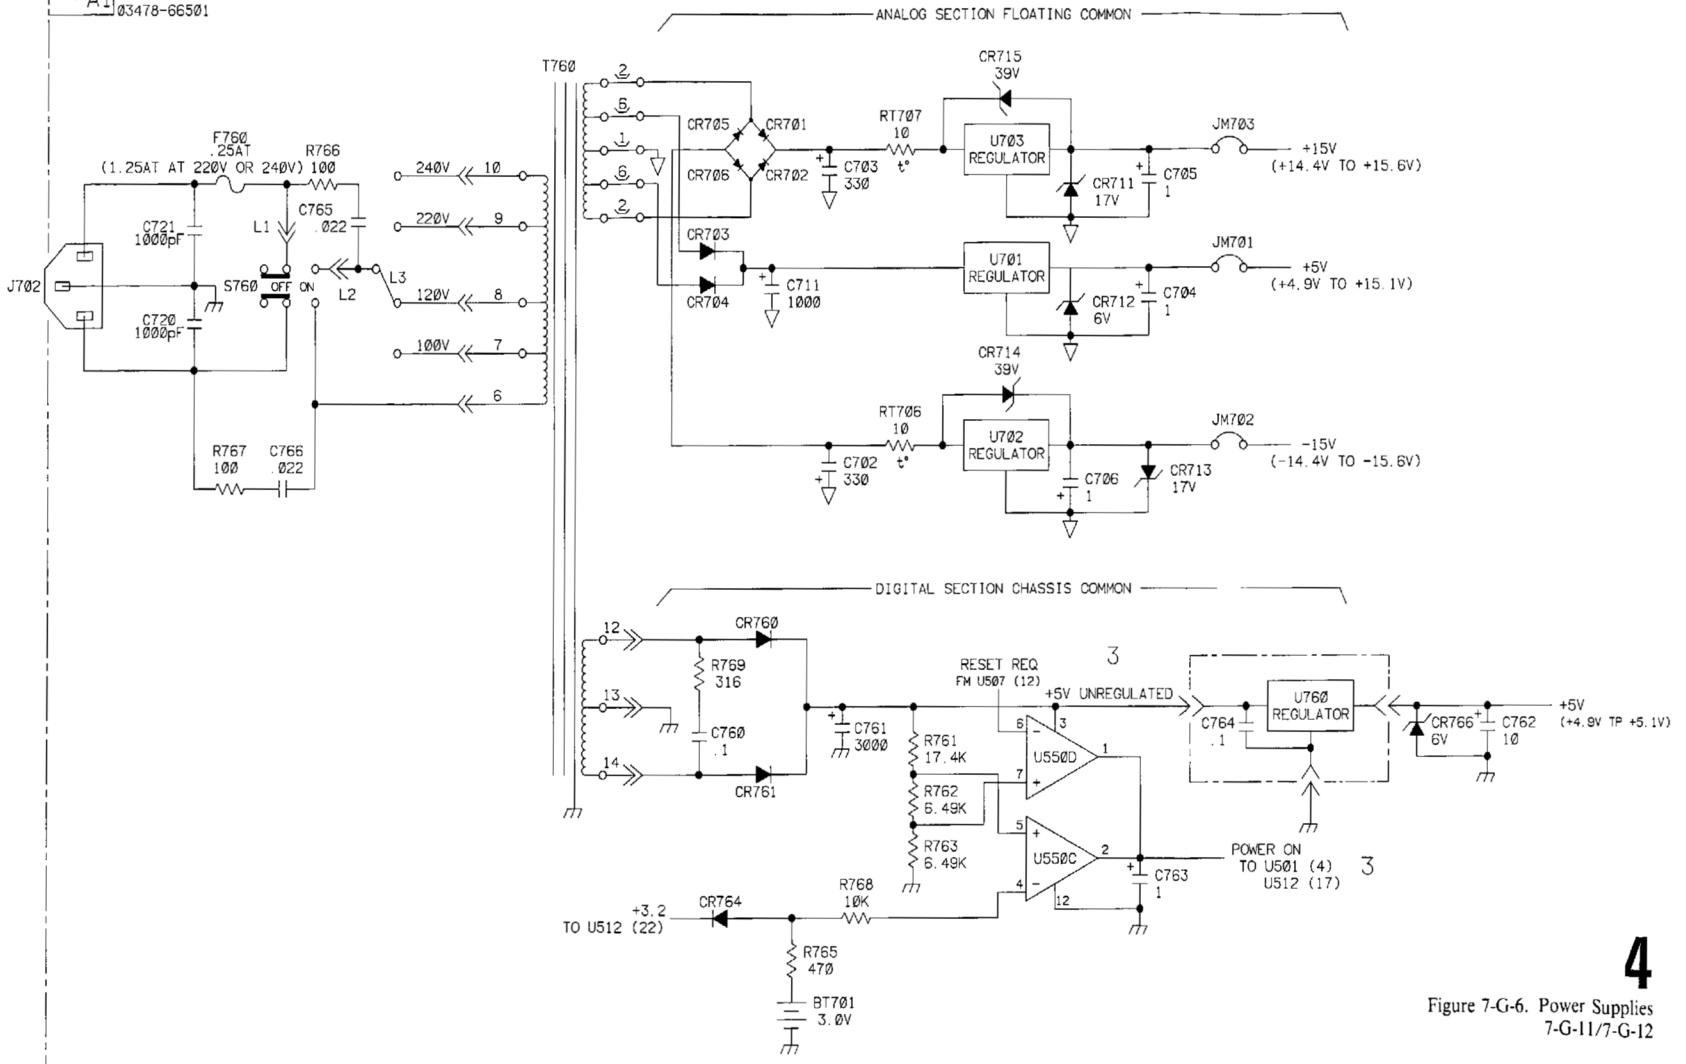 A1
03478-66501
ANALOG SECTION FLOATING COMMON
T760
2
6
1
6
2
CR715
39V
CR705
CR701
CR706
CR702
RT707
10
t°
C703
330
U703
REGULATOR
CR711
17V
C705
1
JM703
+15V
(+14.4V TO +15.6V)
F760
.25AT
(1.25AT AT 220V OR 240V)
R766
100
C765
.022
240V
10
220V
9
120V
8
100V
7
6
C721
1000pF
L1
J702
S760
OFF
ON
L2
L3
C720
1000pF
R767
100
C766
.022
CR703
CR704
C711
1000
U701
REGULATOR
CR712
6V
C704
1
JM701
+5V
(+4.9V TO +15.1V)
CR714
39V
RT706
10
t°
C702
330
U702
REGULATOR
C706
1
CR713
17V
JM702
-15V
(-14.4V TO -15.6V)
DIGITAL SECTION CHASSIS COMMON
12
13
14
CR760
R769
316
C760
.1
CR761
C761
3000
R761
17.4K
R762
6.49K
R763
6.49K
RESET REQ
FM U507 (12)
3
+5V UNREGULATED
6
3
7
1
U550D
5
4
2
12
U550C
C764
.1
U760
REGULATOR
CR766
6V
C762
10
+5V
(+4.9V TP +5.1V)
POWER ON
TO U501 (4)
U512 (17)
3
C763
1
+3.2
TO U512 (22)
CR764
R768
10K
R765
470
BT701
3.0V
4
Figure 7-G-6. Power Supplies
7-G-11/7-G-12